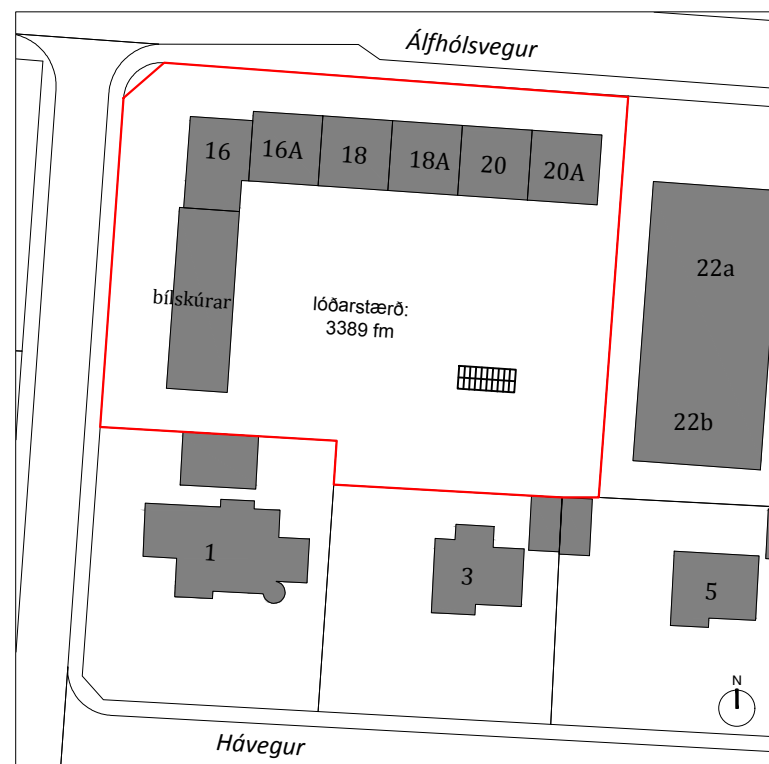 Álfhólsvegur
16
16A
18
18A
20
20A
22a
bílskúrar
lóðarstærð:
3389 fm
22b
1
3
5
N
Hávegur